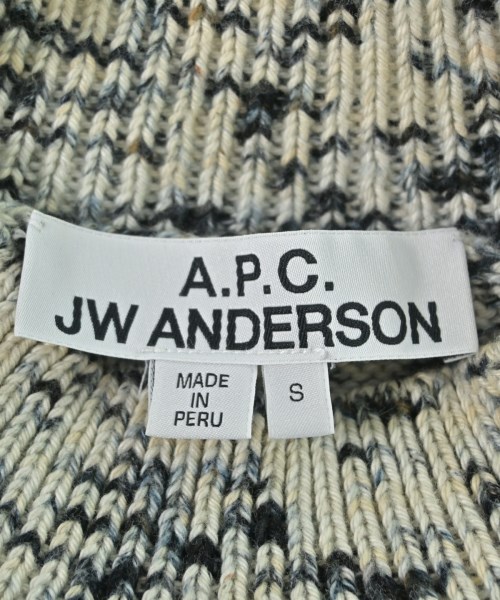 A.P.C.
JW ANDERSON
MADE
IN
PERU
S